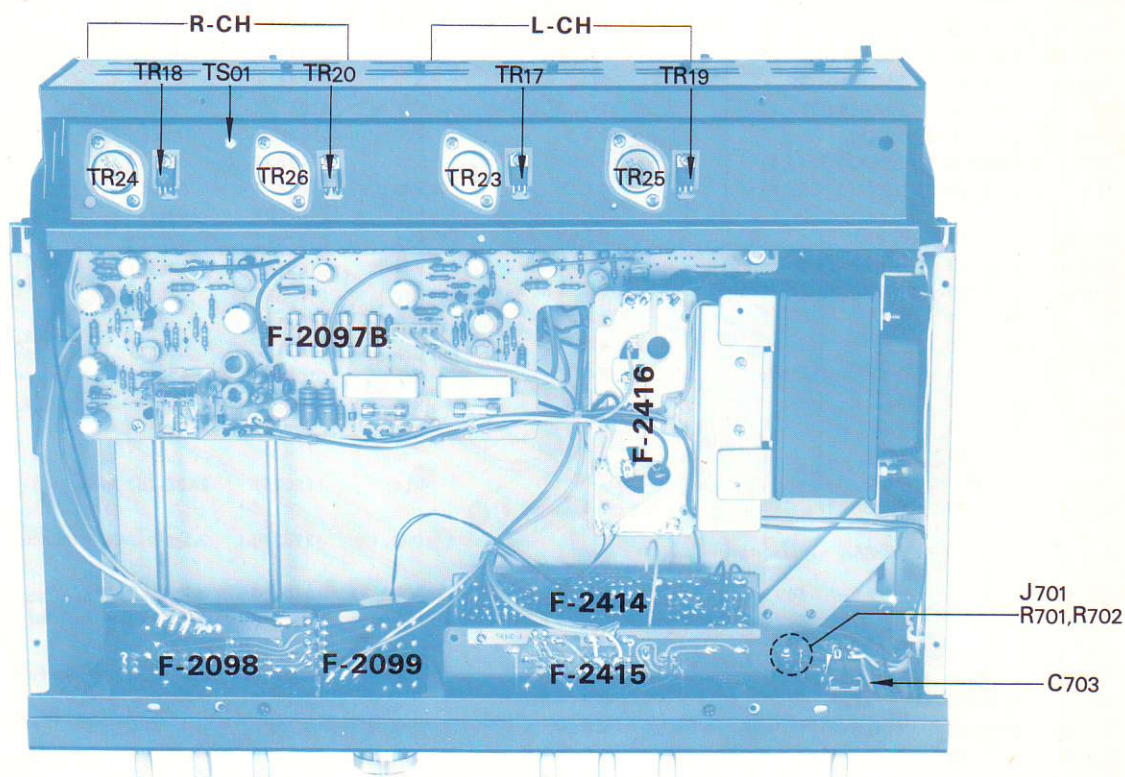 R-CH L-CH
TR18 TS01 TR20 TR17 TR19
TR24 TR26 TR23 TR25
F-2097B
F-2416
F-2414
J701
R701,R702
F-2098 F-2099 F-2415
C703